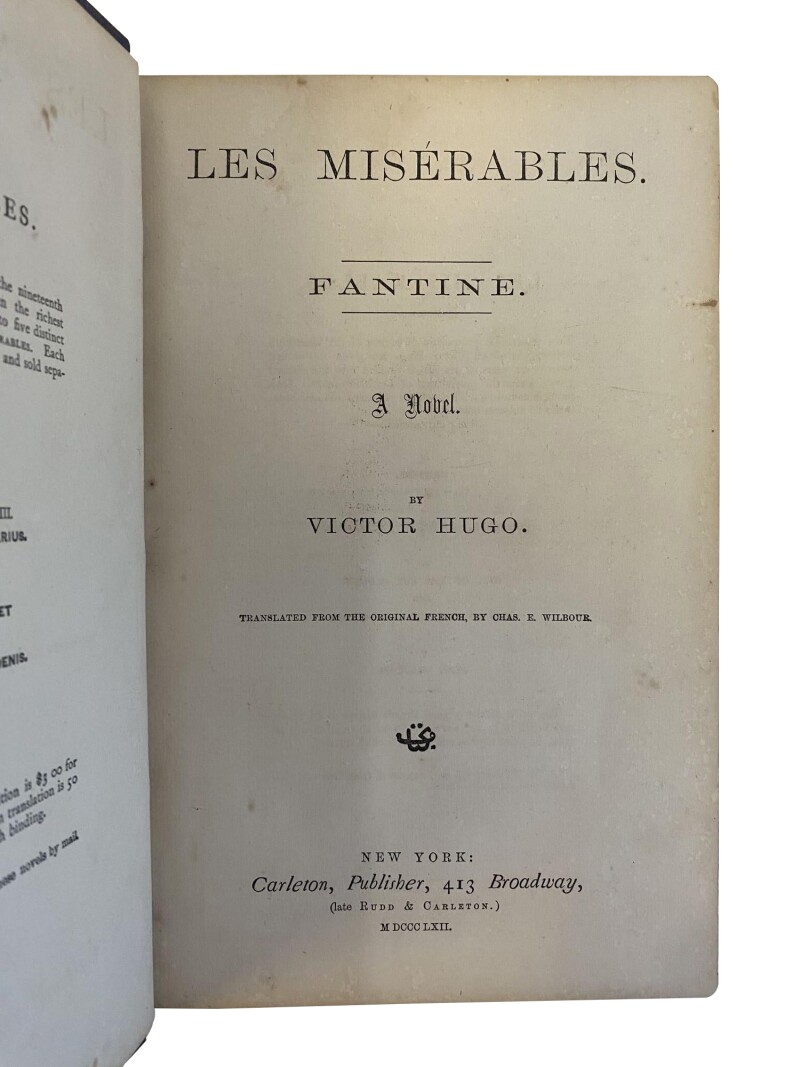 ES.
he nineteenth
n the richest
to five distinct
RABLES. Each
and sold sepa-
III.
RIUS.
ET
DENIS.
tion is $3 00 for
translation is 50
binding.
novels by mail
LES MISÉRABLES.
FANTINE.
A Novel.
BY
VICTOR HUGO.
TRANSLATED FROM THE ORIGINAL FRENCH, BY CHAS. E. WILBOUR.
NEW YORK:
Carleton, Publisher, 413 Broadway,
(late RUDD & CARLETON.)
M DCCC LXII.